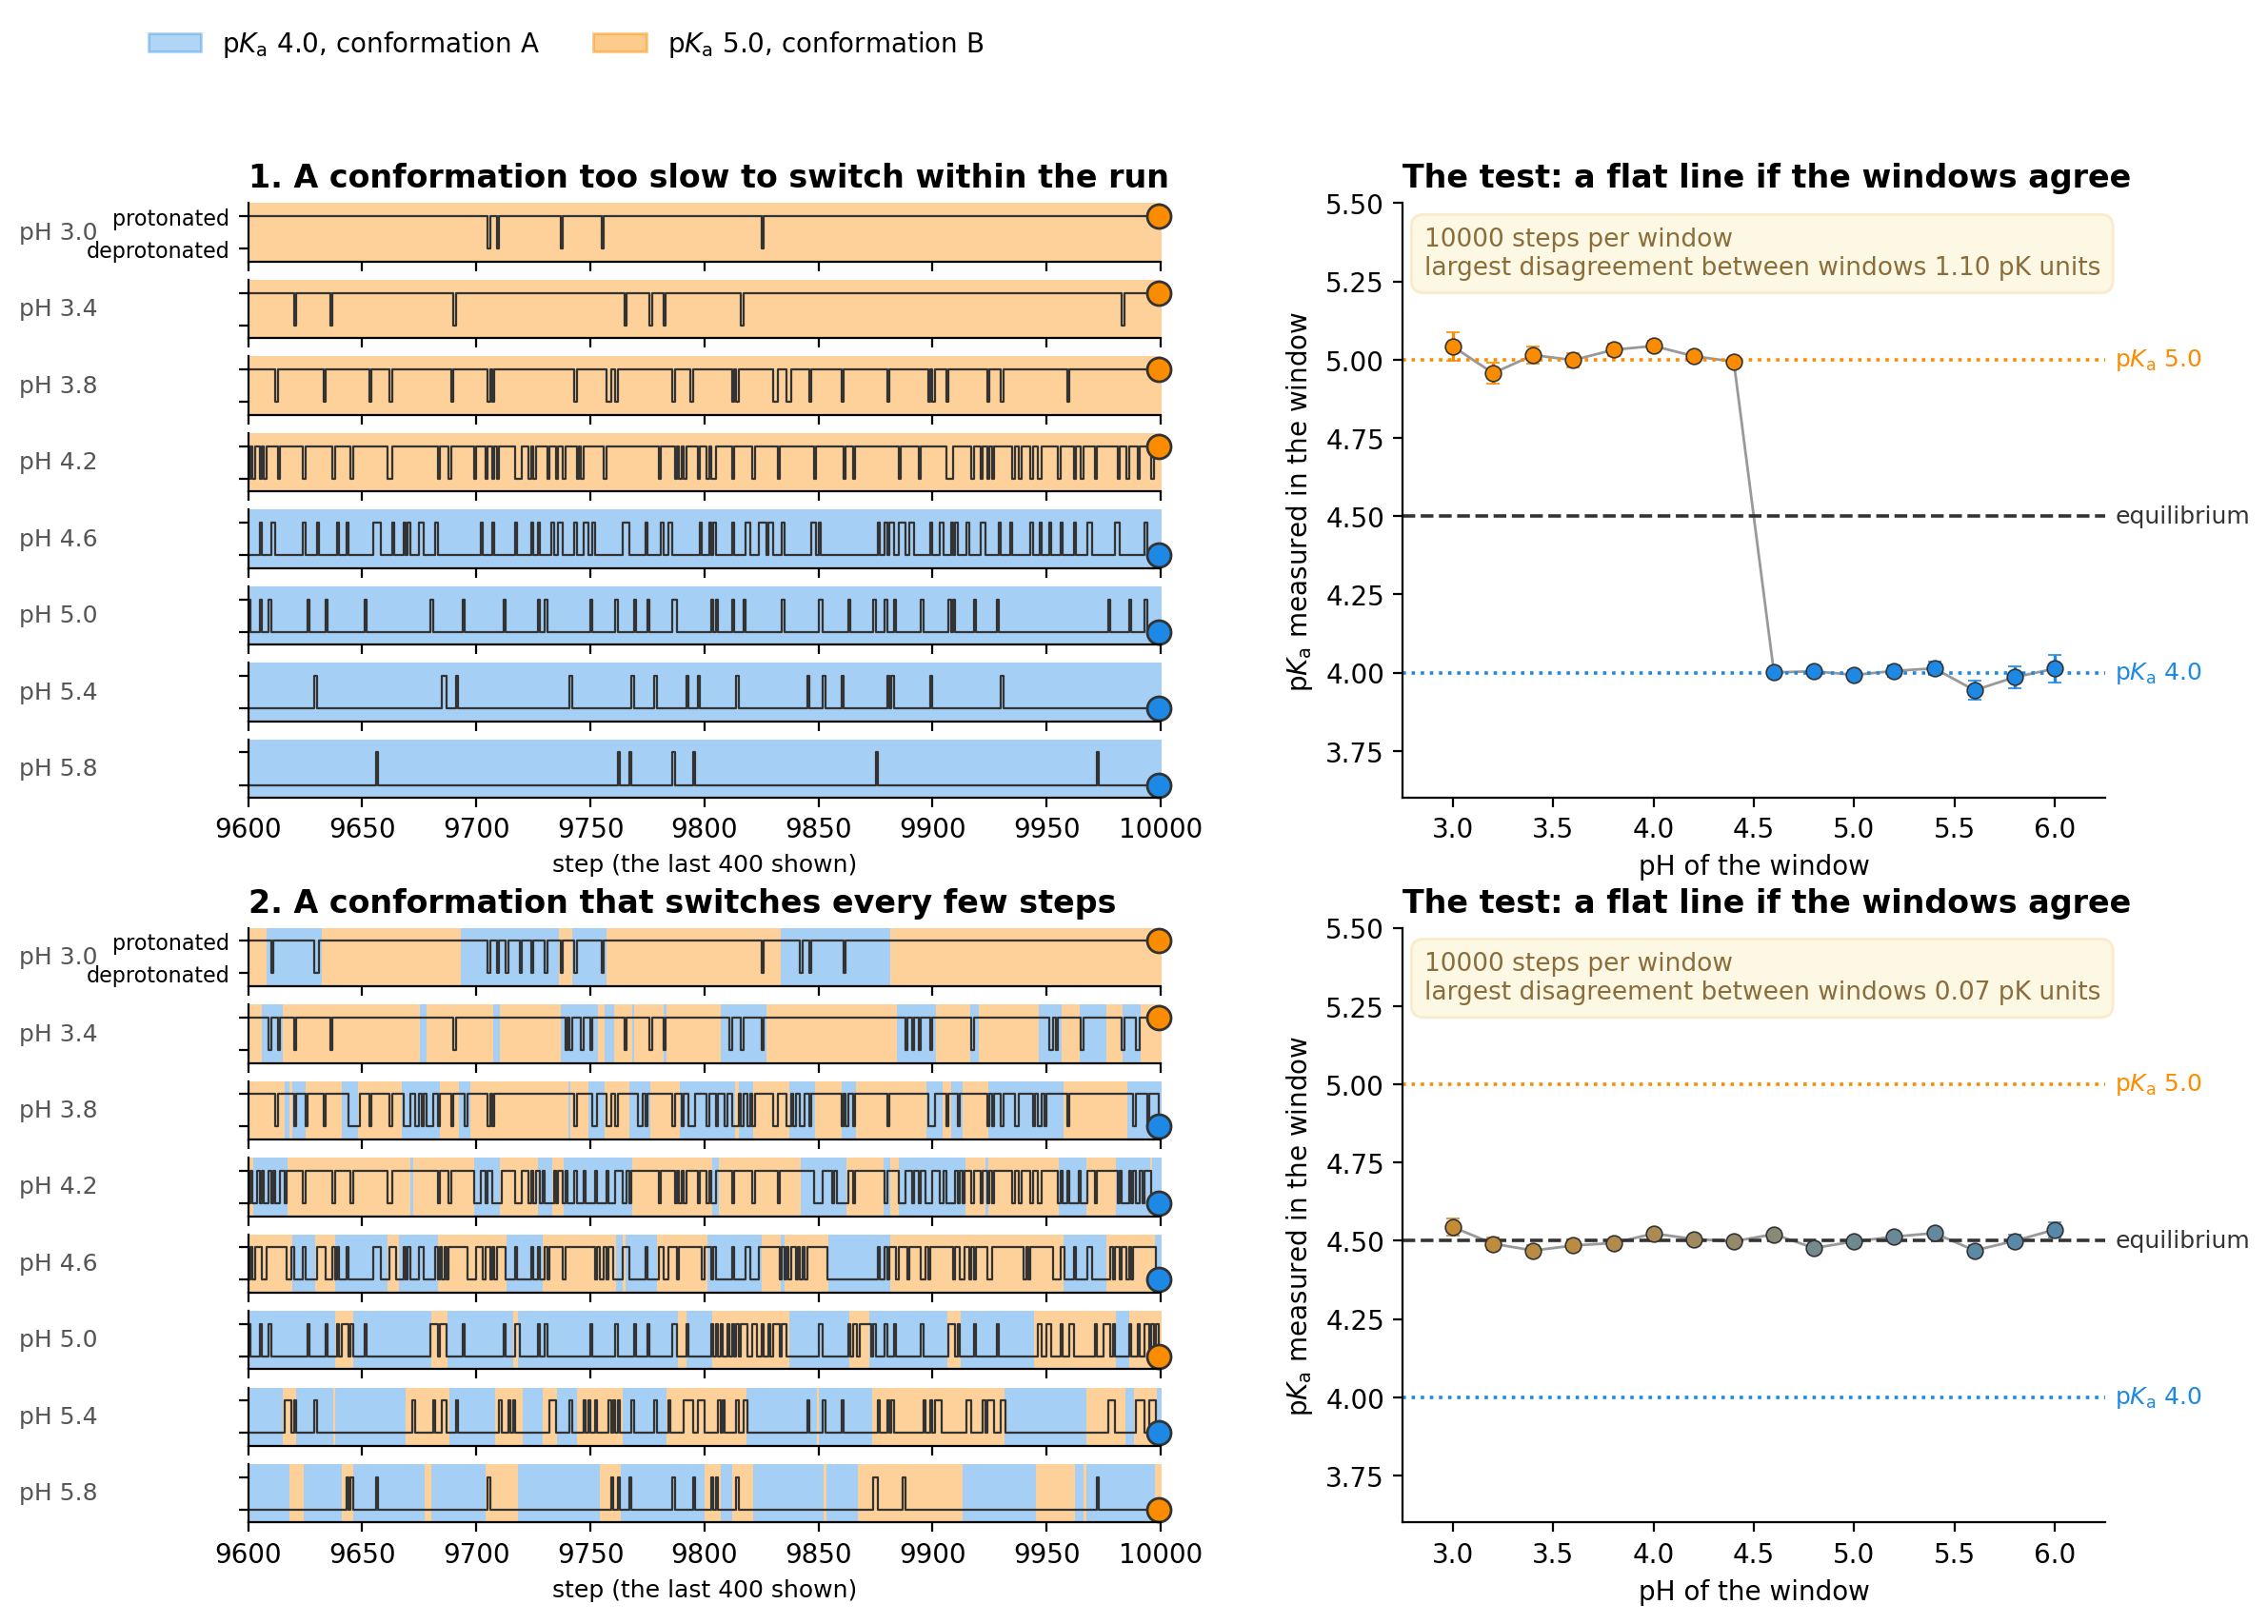 pKa 4.0, conformation A
pKa 5.0, conformation B
1. A conformation too slow to switch within the run
pH 3.0
protonated
deprotonated
pH 3.4
pH 3.8
pH 4.2
pH 4.6
pH 5.0
pH 5.4
pH 5.8
9600 9650 9700 9750 9800 9850 9900 9950 10000
step (the last 400 shown)
The test: a flat line if the windows agree
10000 steps per window
largest disagreement between windows 1.10 pK units
pKa measured in the window
5.50
5.25
5.00
4.75
4.50
4.25
4.00
3.75
pKa 5.0
equilibrium
pKa 4.0
3.0 3.5 4.0 4.5 5.0 5.5 6.0
pH of the window
2. A conformation that switches every few steps
pH 3.0
protonated
deprotonated
pH 3.4
pH 3.8
pH 4.2
pH 4.6
pH 5.0
pH 5.4
pH 5.8
9600 9650 9700 9750 9800 9850 9900 9950 10000
step (the last 400 shown)
The test: a flat line if the windows agree
10000 steps per window
largest disagreement between windows 0.07 pK units
pKa measured in the window
5.50
5.25
5.00
4.75
4.50
4.25
4.00
3.75
pKa 5.0
equilibrium
pKa 4.0
3.0 3.5 4.0 4.5 5.0 5.5 6.0
pH of the window